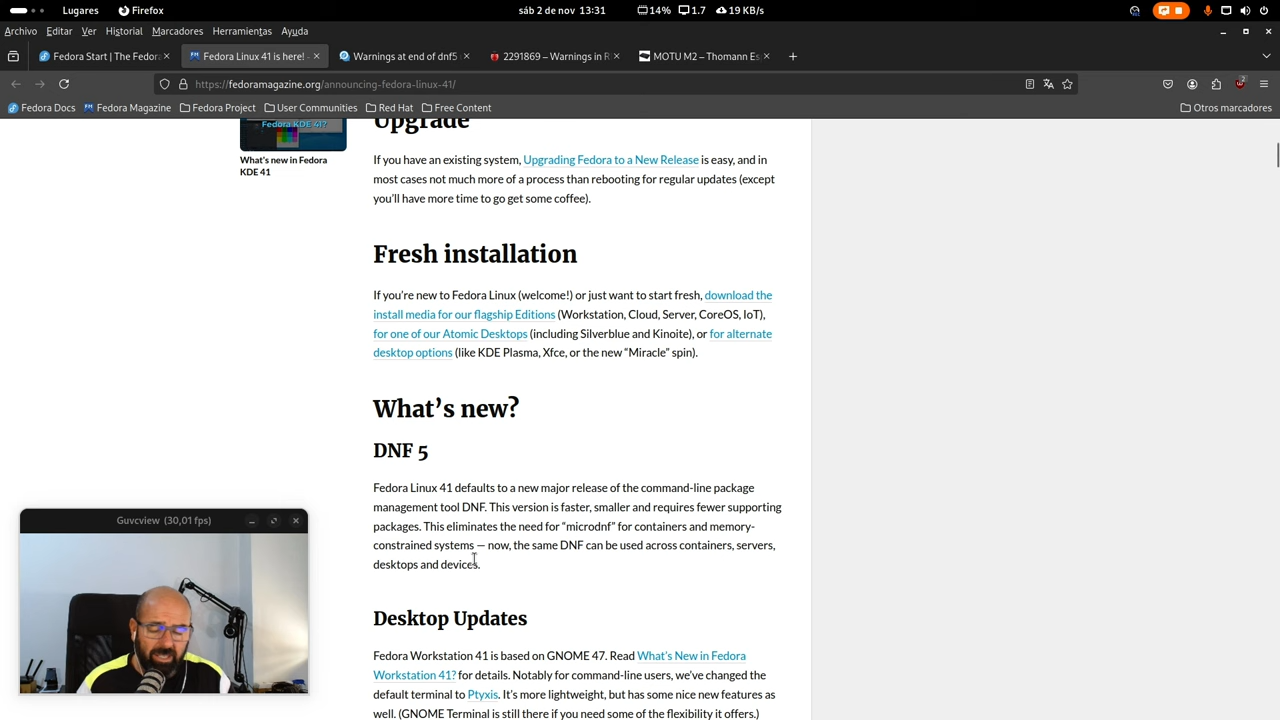 Lugares Firefox sáb 2 de nov 13:31 14% 1.7 19 KB/s
Archivo Editar Ver Historial Marcadores Herramientas Ayuda
Fedora Start | The Fedor Fedora Linux 41 is here! - Warnings at end of dnf5 2291869 – Warnings in R MOTU M2 – Thomann Es
https://fedoramagazine.org/announcing-fedora-linux-41/
Fedora Docs Fedora Magazine Fedora Project User Communities Red Hat Free Content Otros marcadores
Fedora KDE 41?
What's new in Fedora
KDE 41
Upgrade
If you have an existing system, Upgrading Fedora to a New Release is easy, and in
most cases not much more of a process than rebooting for regular updates (except
you’ll have more time to go get some coffee).
Fresh installation
If you’re new to Fedora Linux (welcome!) or just want to start fresh, download the
install media for our flagship Editions (Workstation, Cloud, Server, CoreOS, IoT),
for one of our Atomic Desktops (including Silverblue and Kinoite), or for alternate
desktop options (like KDE Plasma, Xfce, or the new “Miracle” spin).
What’s new?
DNF 5
Fedora Linux 41 defaults to a new major release of the command-line package
management tool DNF. This version is faster, smaller and requires fewer supporting
packages. This eliminates the need for “microdnf” for containers and memory-
constrained systems — now, the same DNF can be used across containers, servers,
desktops and devices.
Desktop Updates
Fedora Workstation 41 is based on GNOME 47. Read What’s New in Fedora
Workstation 41? for details. Notably for command-line users, we’ve changed the
default terminal to Ptyxis. It’s more lightweight, but has some nice new features as
well. (GNOME Terminal is still there if you need some of the flexibility it offers.)
Guvcview (30,01 fps)